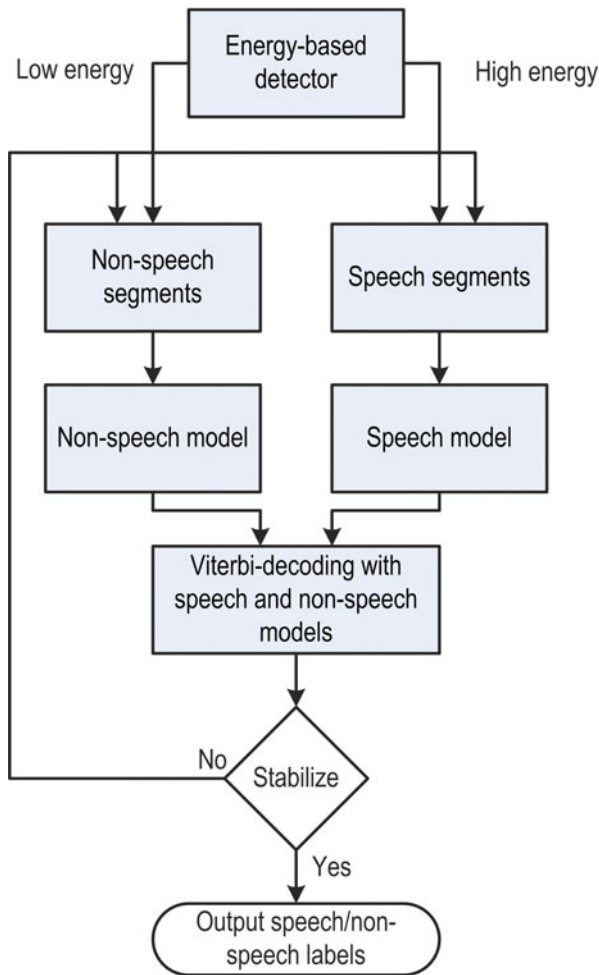 Energy-based
detector
Low energy
High energy
Non-speech
segments
Speech segments
Non-speech model
Speech model
Viterbi-decoding with
speech and non-speech
models
No
Stabilize
Yes
Output speech/non-
speech labels